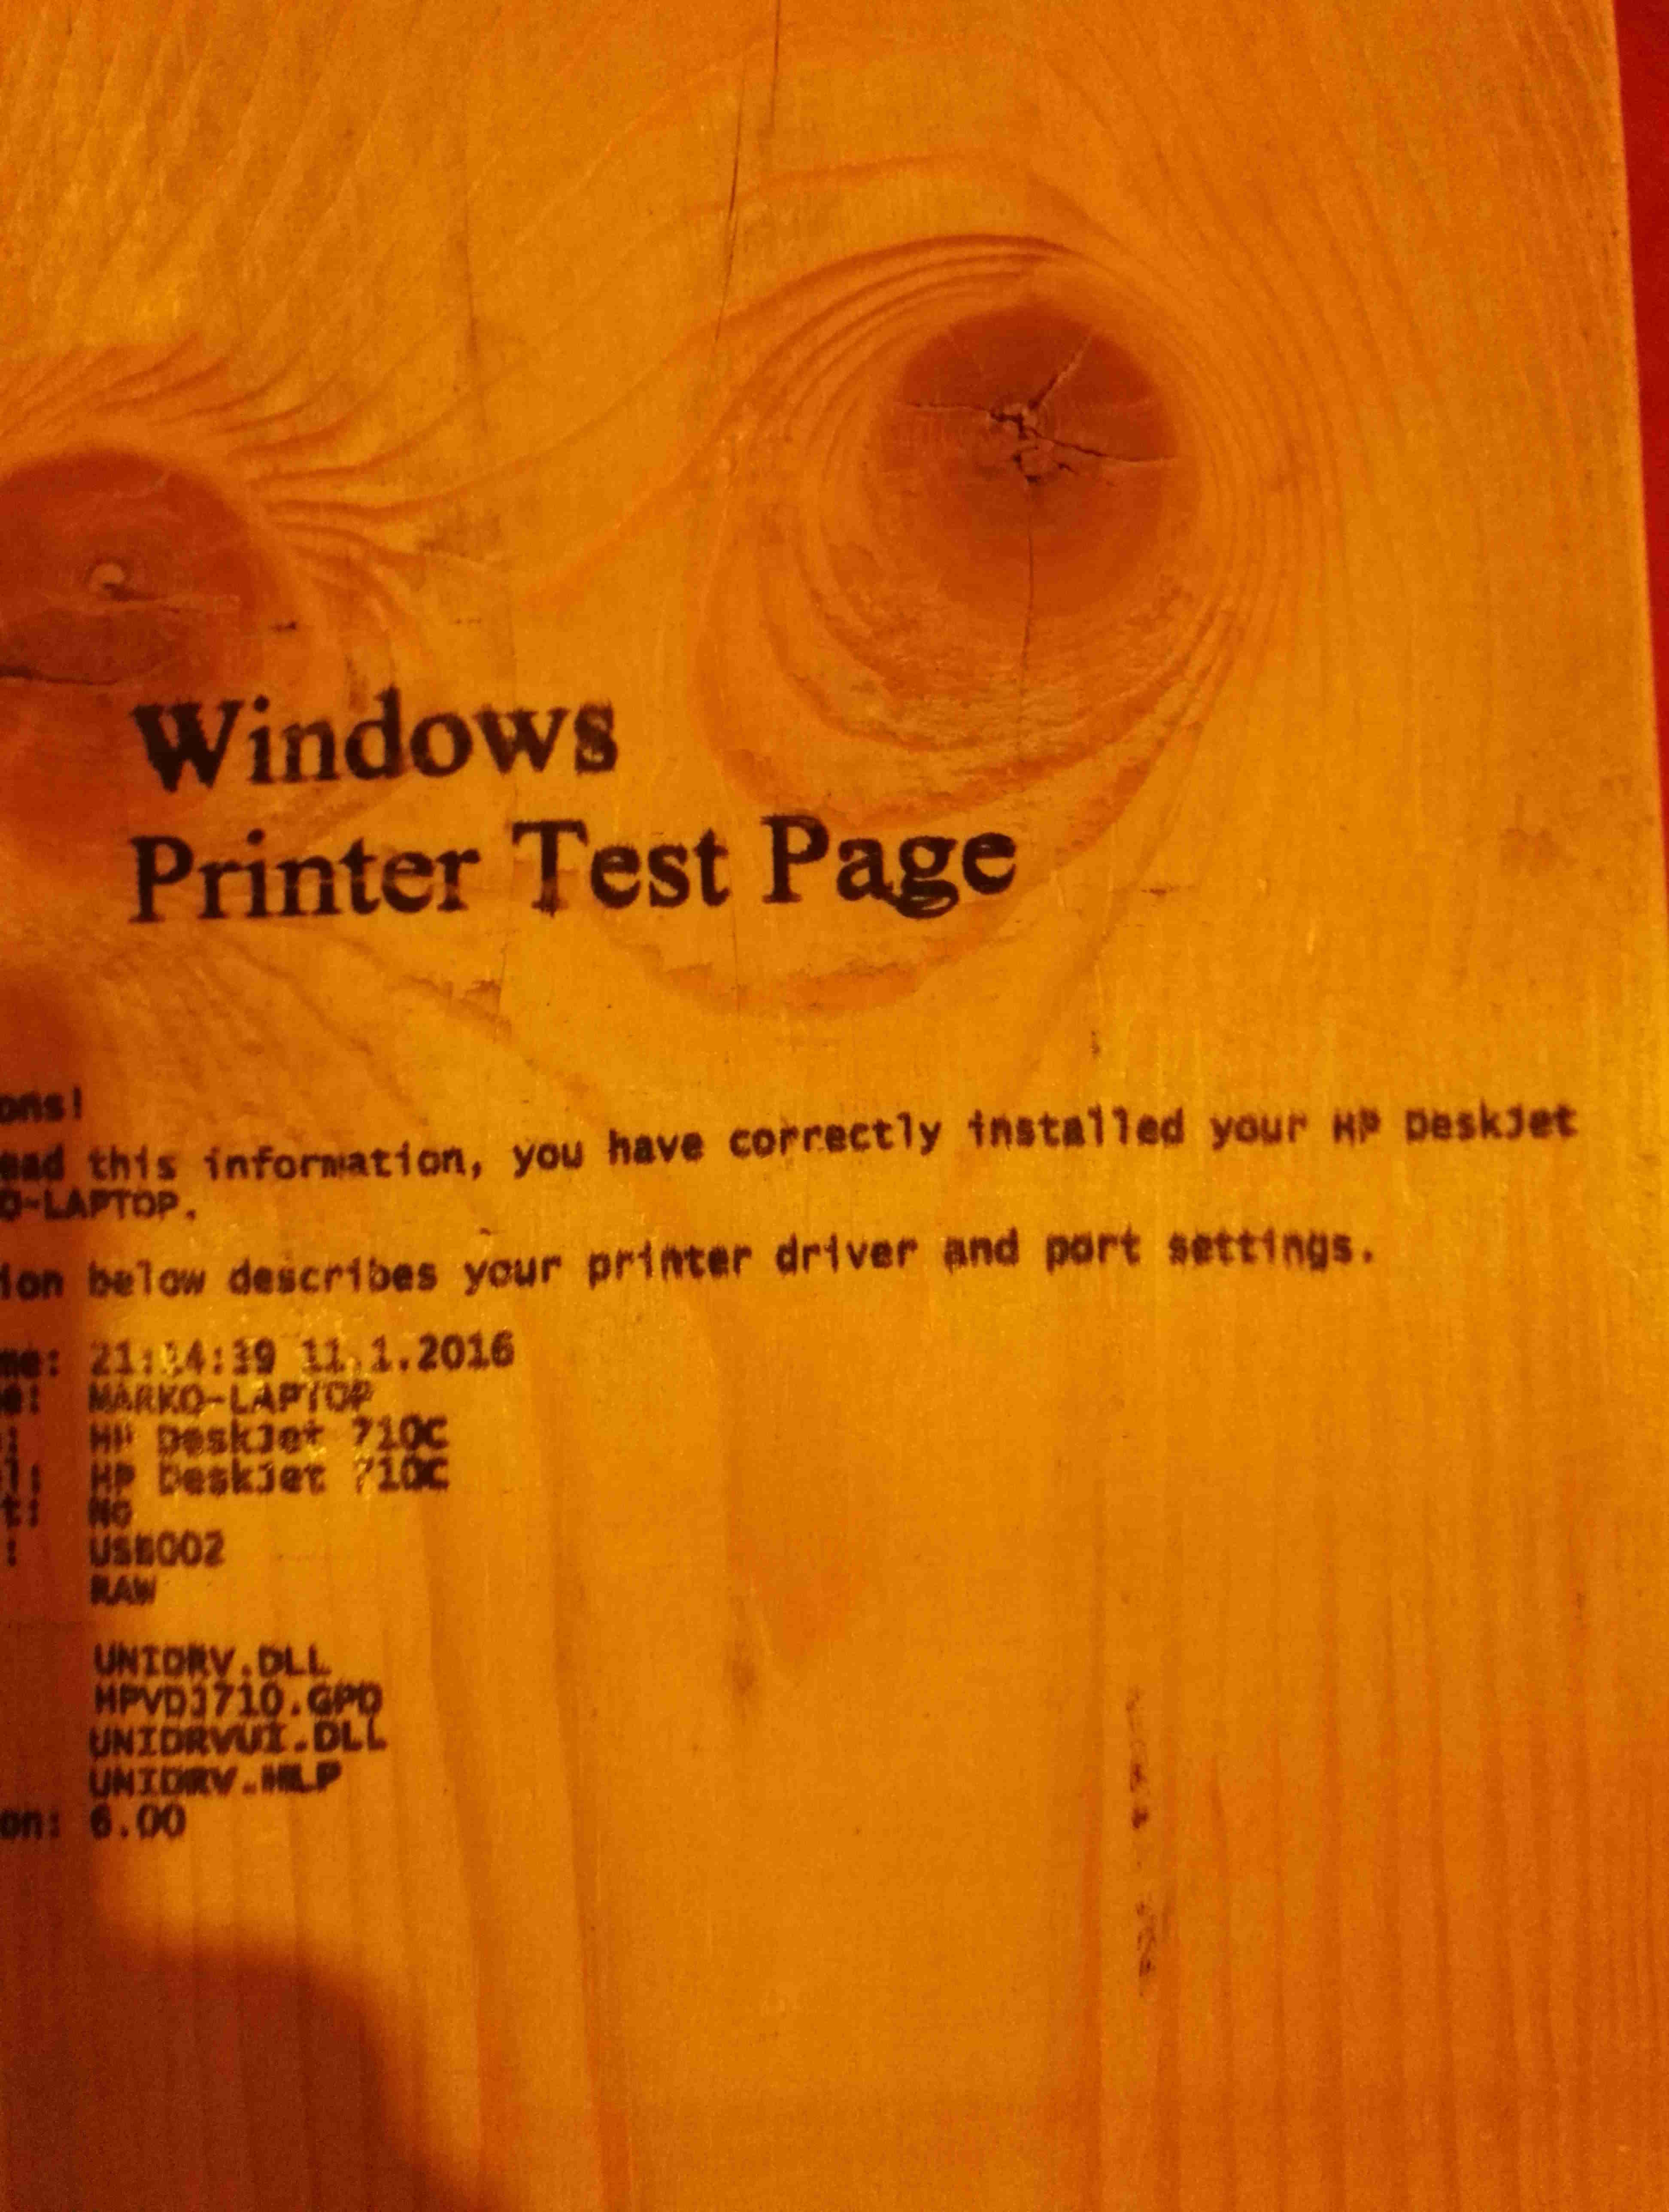 Windows
Printer Test Page
ons!
ead this information, you have correctly installed your HP DeskJet
O-LAPTOP.
ion below describes your printer driver and port settings.
me: 21:14:39 11.1.2016
e: MARKO-LAPTOP
: HP DeskJet 710C
l: HP DeskJet 710C
t: No
: USB002
RAW
UNIDRV.DLL
HPVDJ710.GPD
UNIDRVUI.DLL
UNIDRV.HLP
on: 6.00